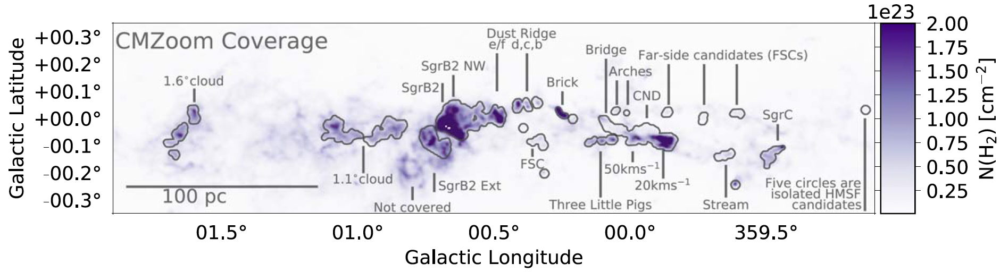 1e23
CMZoom Coverage
Dust Ridge
e/f d,c,b
Bridge
Far-side candidates (FSCs)
SgrB2 NW
Arches
1.6°cloud
SgrB2
Brick
CND
SgrC
FSC
50kms⁻¹
1.1°cloud
20kms⁻¹
SgrB2 Ext
Five circles are
isolated HMSF
candidates
100 pc
Not covered
Three Little Pigs
Stream
+00.3°
+00.2°
+00.1°
+00.0°
-00.1°
-00.2°
-00.3°
Galactic Latitude
01.5°
01.0°
00.5°
00.0°
359.5°
Galactic Longitude
2.00
1.75
1.50
1.25
1.00
0.75
0.50
0.25
N(H₂) [cm⁻²]